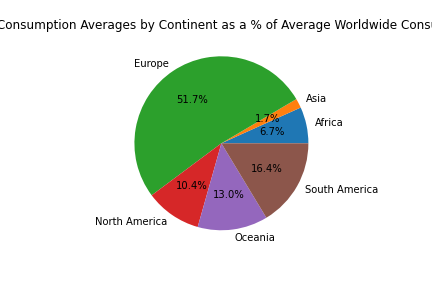 Consumption Averages by Continent as a % of Average Worldwide
Europe
Asia
Africa
51.7%
1.7%
6.7%
10.4%
13.0%
16.4%
South America
North America
Oceania